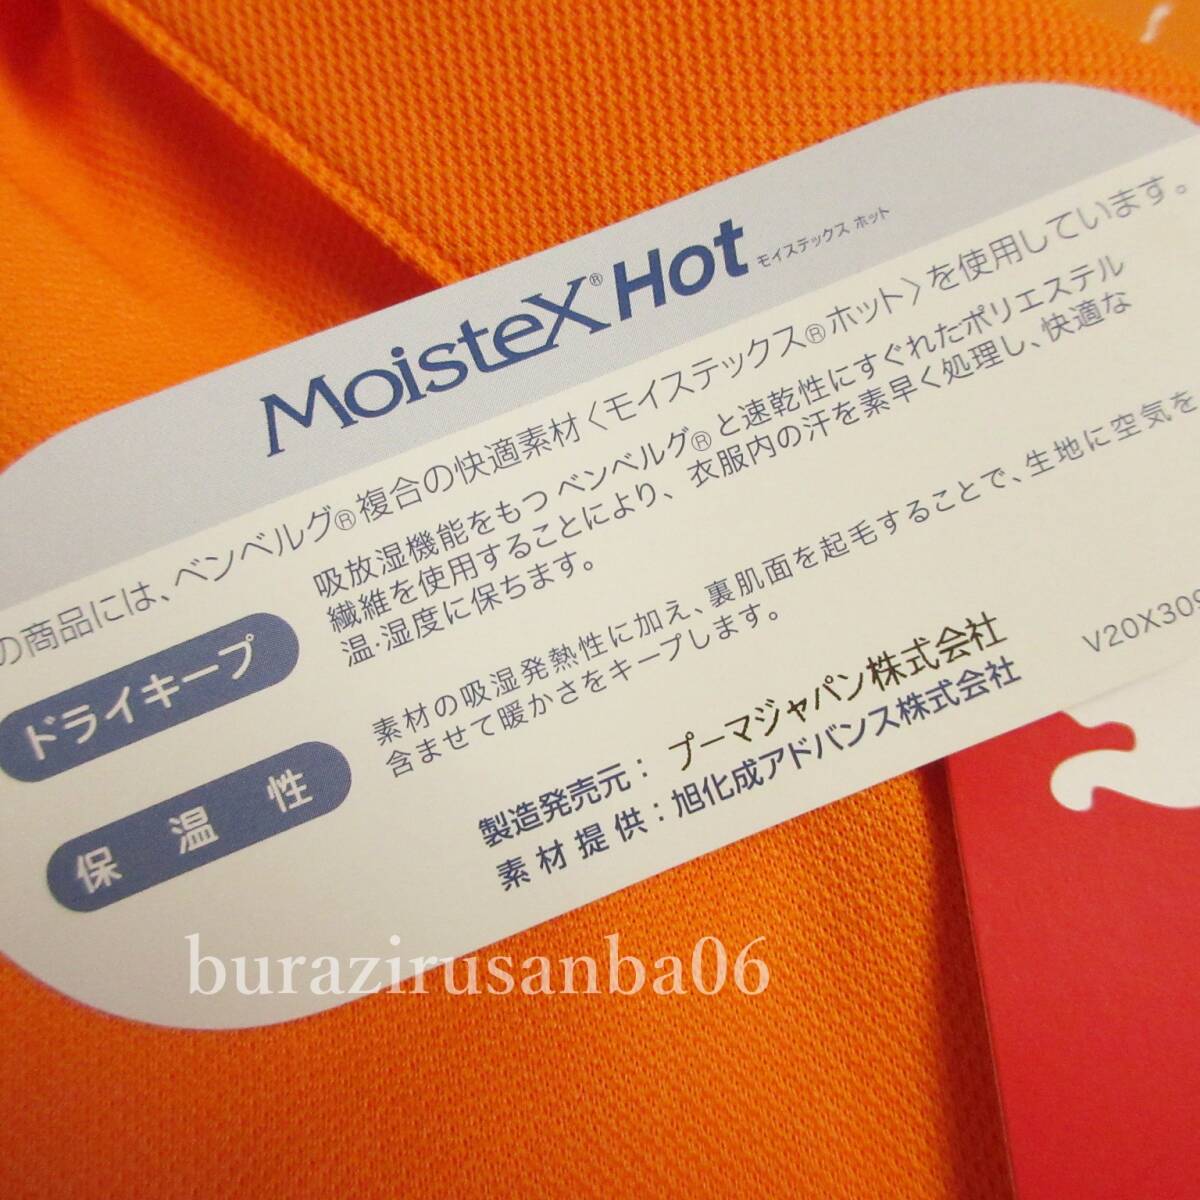 MoisteX® Hot モイステックス ホット
の商品には、ベンベルグ®複合の快適素材〈モイステックス®ホット〉を使用しています。
ドライキープ
吸放湿機能をもつ ベンベルグ®と速乾性にすぐれたポリエステル
繊維を使用することにより、衣服内の汗を素早く処理し、快適な
温・湿度に保ちます。
保温性
素材の吸湿発熱性に加え、裏肌面を起毛することで、生地に空気を
含ませて暖かさをキープします。
製造発売元：プーマジャパン株式会社
素材提供：旭化成アドバンス株式会社
V20X309
burazirusanba06